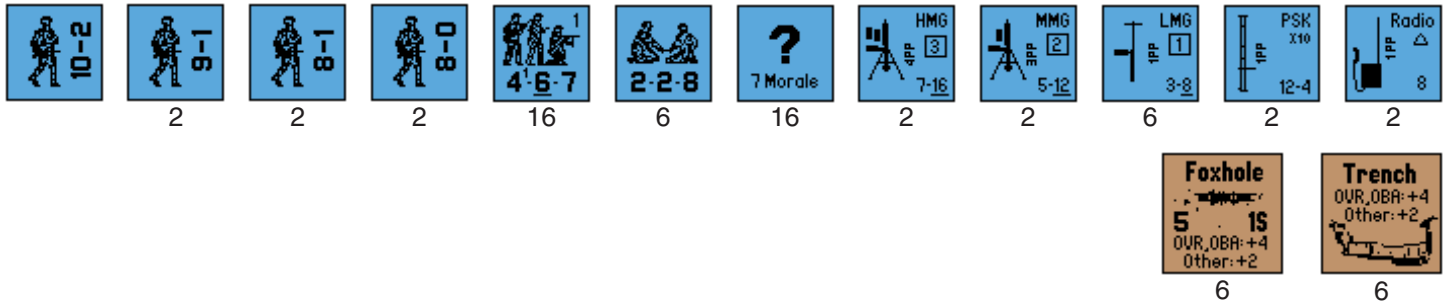 10-2
9-1
8-1
8-0
1
4¹-6-7
2-2-8
?
7 Morale
HMG
3
4PP
7-16
MMG
2
3PP
5-12
LMG
1
1PP
3-8
PSK
X10
1PP
12-4
Radio
1PP
8
2 2 2 16 6 16 2 2 6 2 2
Foxhole
5 1S
OVR,OBA:+4
Other:+2
Trench
OVR,OBA:+4
Other:+2
6 6